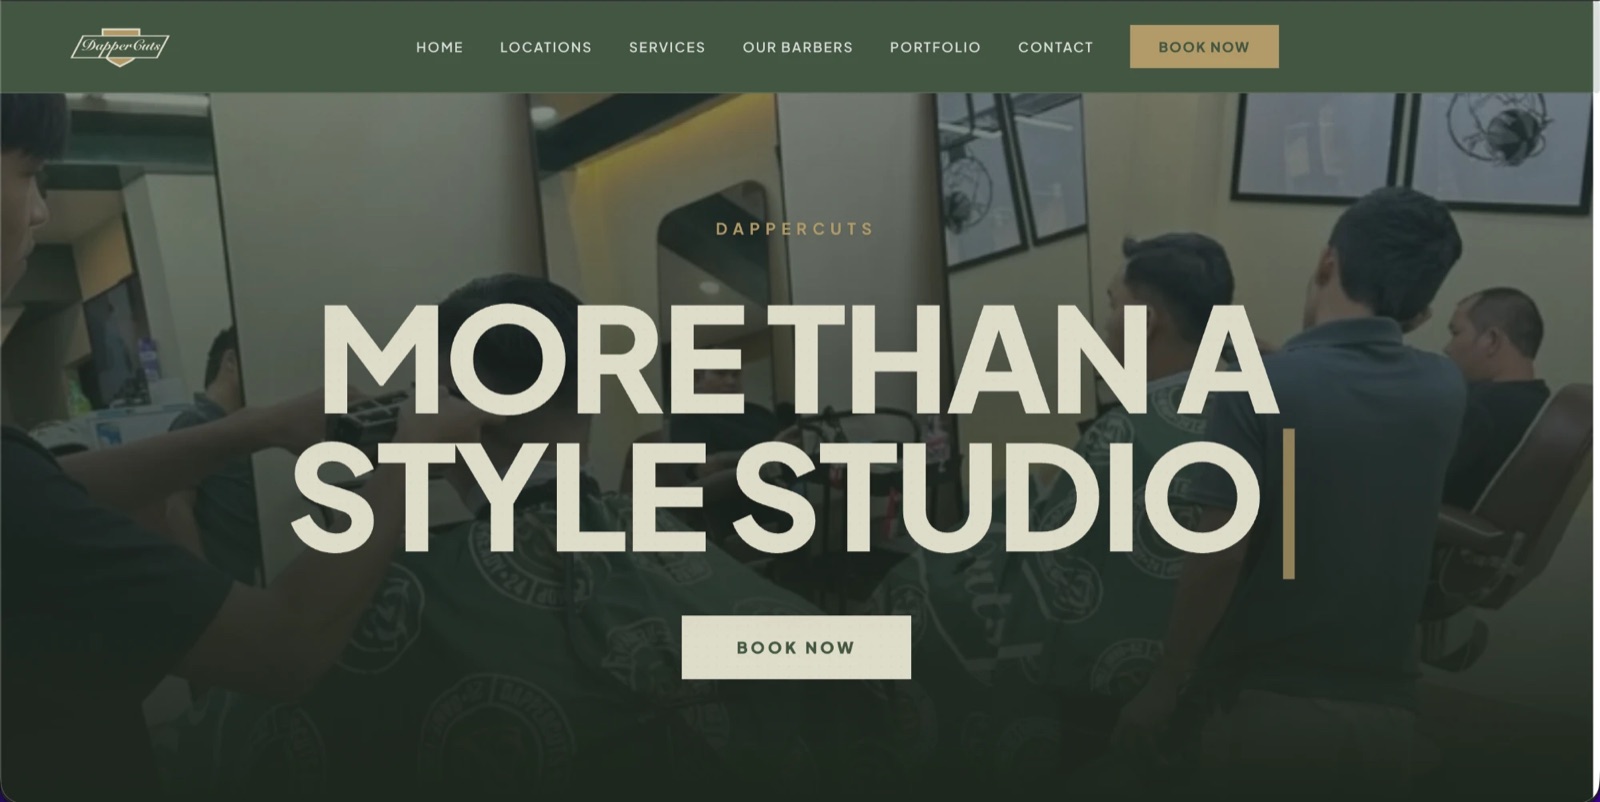 DapperCuts
HOME LOCATIONS SERVICES OUR BARBERS PORTFOLIO CONTACT BOOK NOW
DAPPERCUTS
MORE THAN A
STYLE STUDIO
BOOK NOW